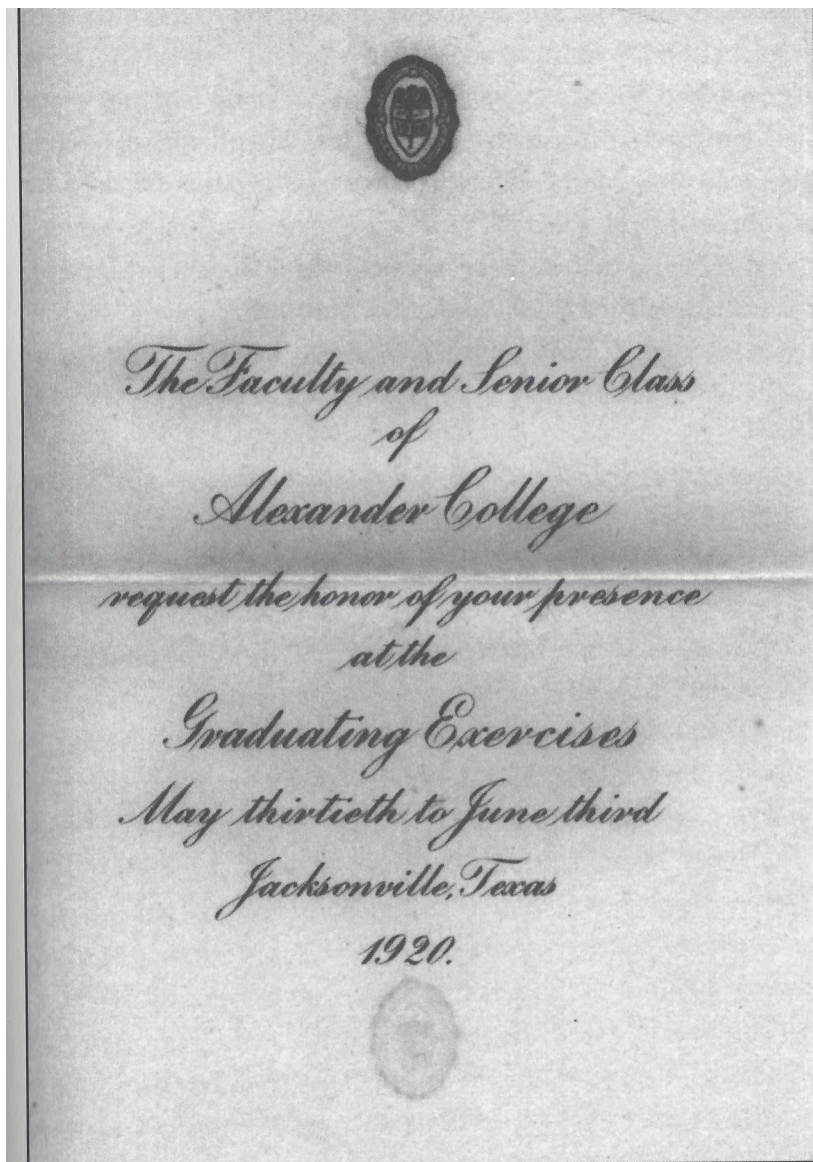 The Faculty and Senior Class
of
Alexander College
request the honor of your presence
at the
Graduating Exercises
May thirtieth to June third
Jacksonville, Texas
1920.